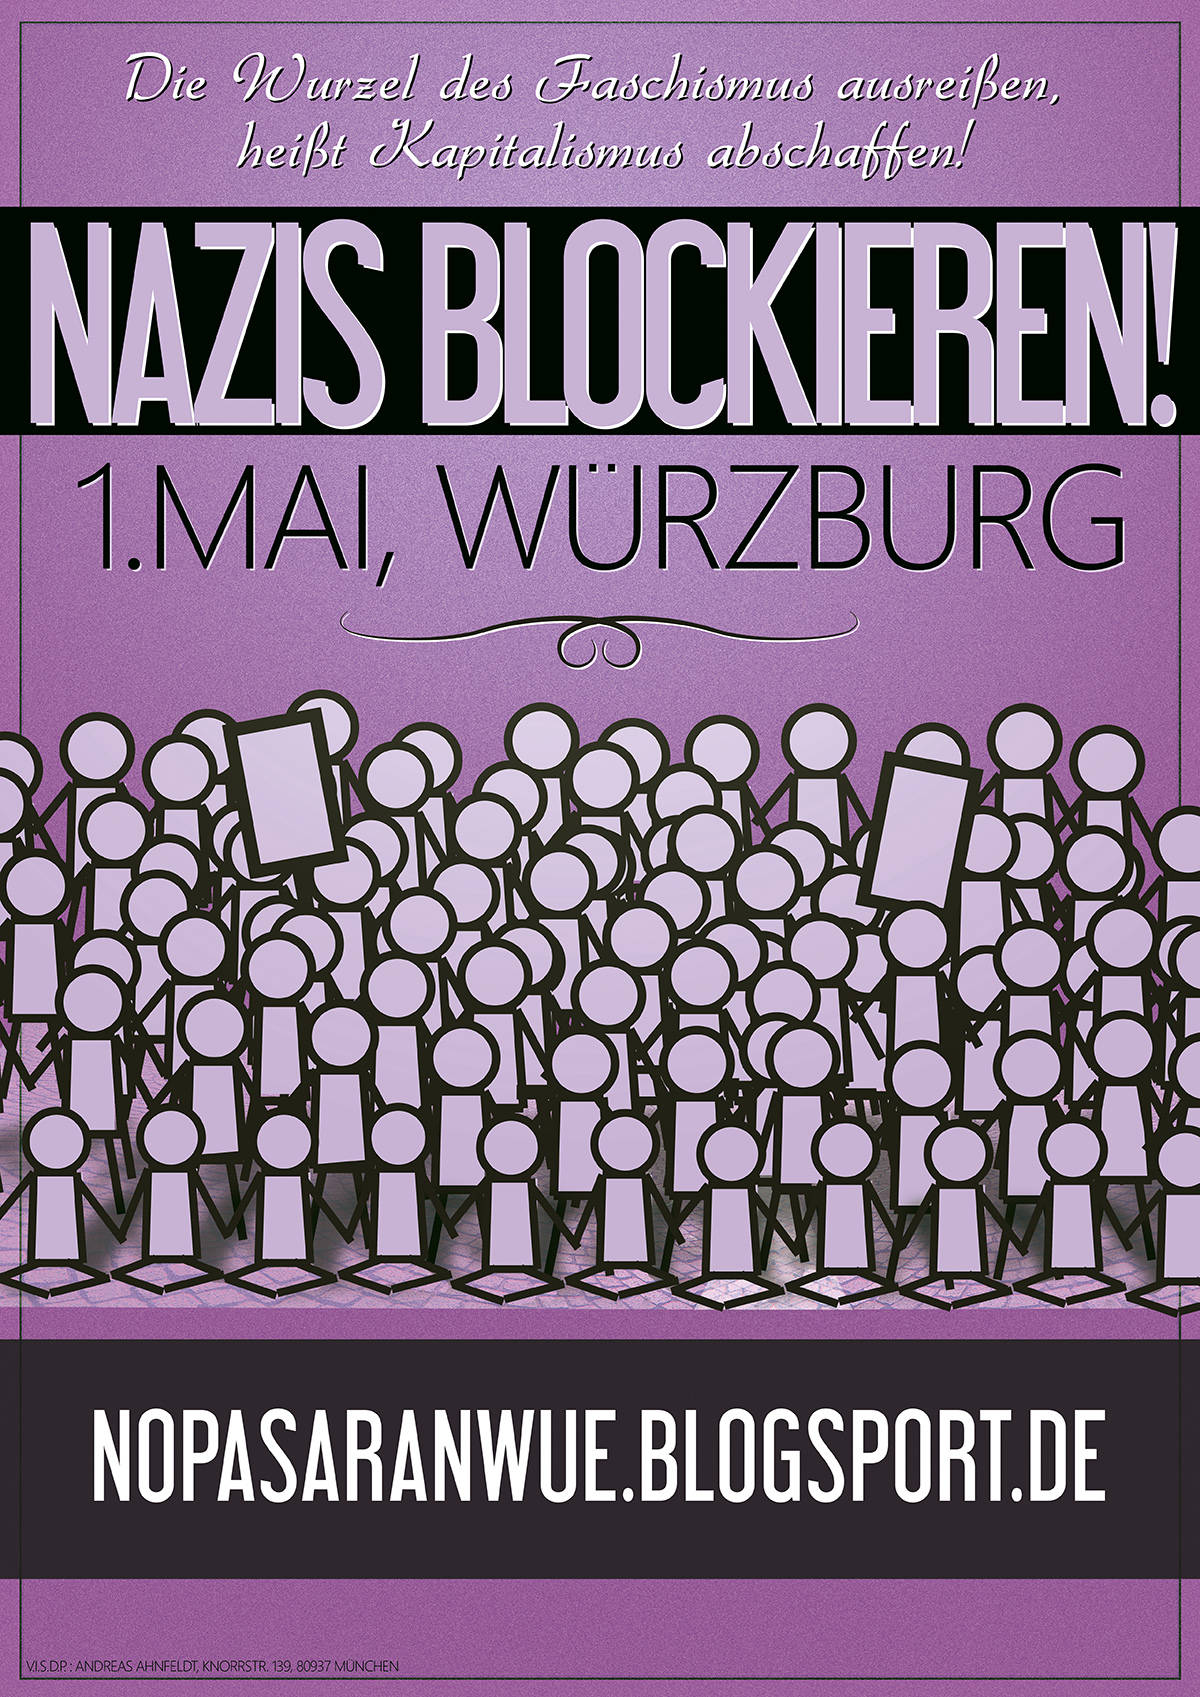 Die Wurzel des Faschismus ausreißen,
heißt Kapitalismus abschaffen!
NAZIS BLOCKIEREN!
1.MAI, WÜRZBURG
NOPASARANWUE.BLOGSPORT.DE
V.I.S.D.P. : ANDREAS AHNFELDT, KNORRSTR. 139, 80937 MÜNCHEN